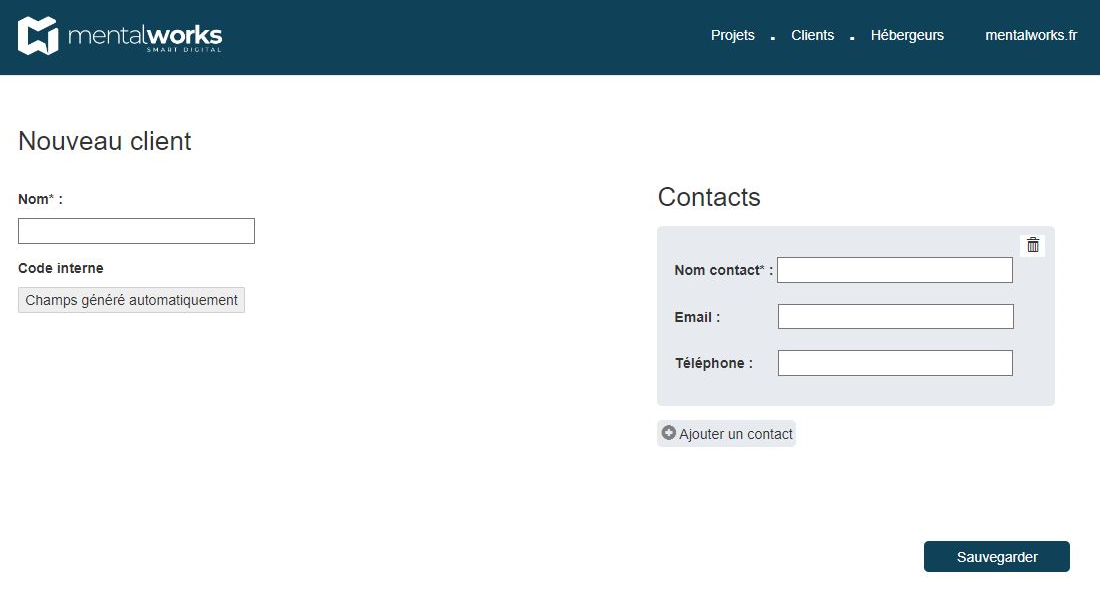 mentalworks
SMART DIGITAL
Projets . Clients . Hébergeurs mentalworks.fr
Nouveau client
Nom* :
Code interne
Champs généré automatiquement
Contacts
Nom contact* :
Email :
Téléphone :
Ajouter un contact
Sauvegarder